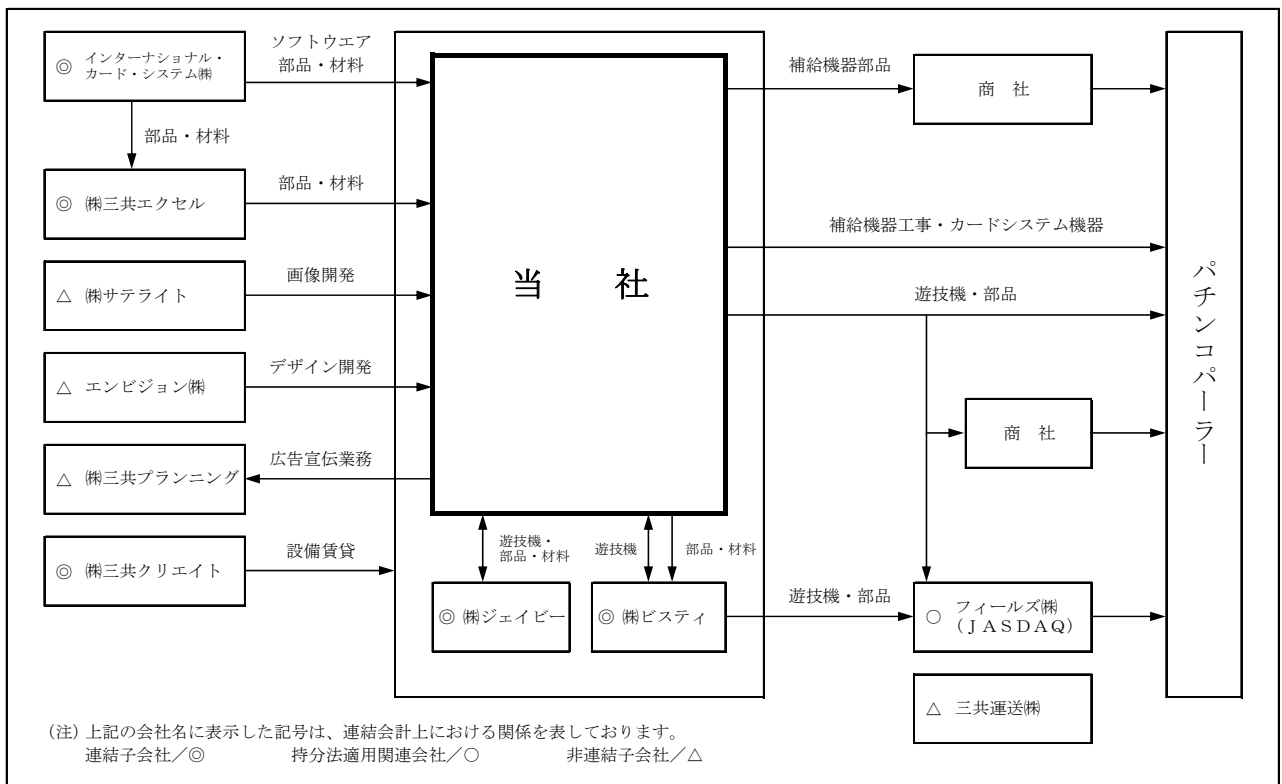 ◎ インターナショナル・
カード・システム㈱
ソフトウエア
部品・材料
部品・材料
◎ ㈱三共エクセル
部品・材料
△ ㈱サテライト
画像開発
△ エンビジョン㈱
デザイン開発
△ ㈱三共プランニング
広告宣伝業務
◎ ㈱三共クリエイト
設備賃貸
当 社
遊技機・
部品・材料
遊技機
部品・材料
◎ ㈱ジェイビー
◎ ㈱ビスティ
補給機器部品
商 社
補給機器工事・カードシステム機器
遊技機・部品
商 社
遊技機・部品
○ フィールズ㈱
(ＪＡＳＤＡＱ)
△ 三共運送㈱
パチンコパーラー
(注) 上記の会社名に表示した記号は、連結会計上における関係を表しております。
連結子会社／◎ 持分法適用関連会社／○ 非連結子会社／△